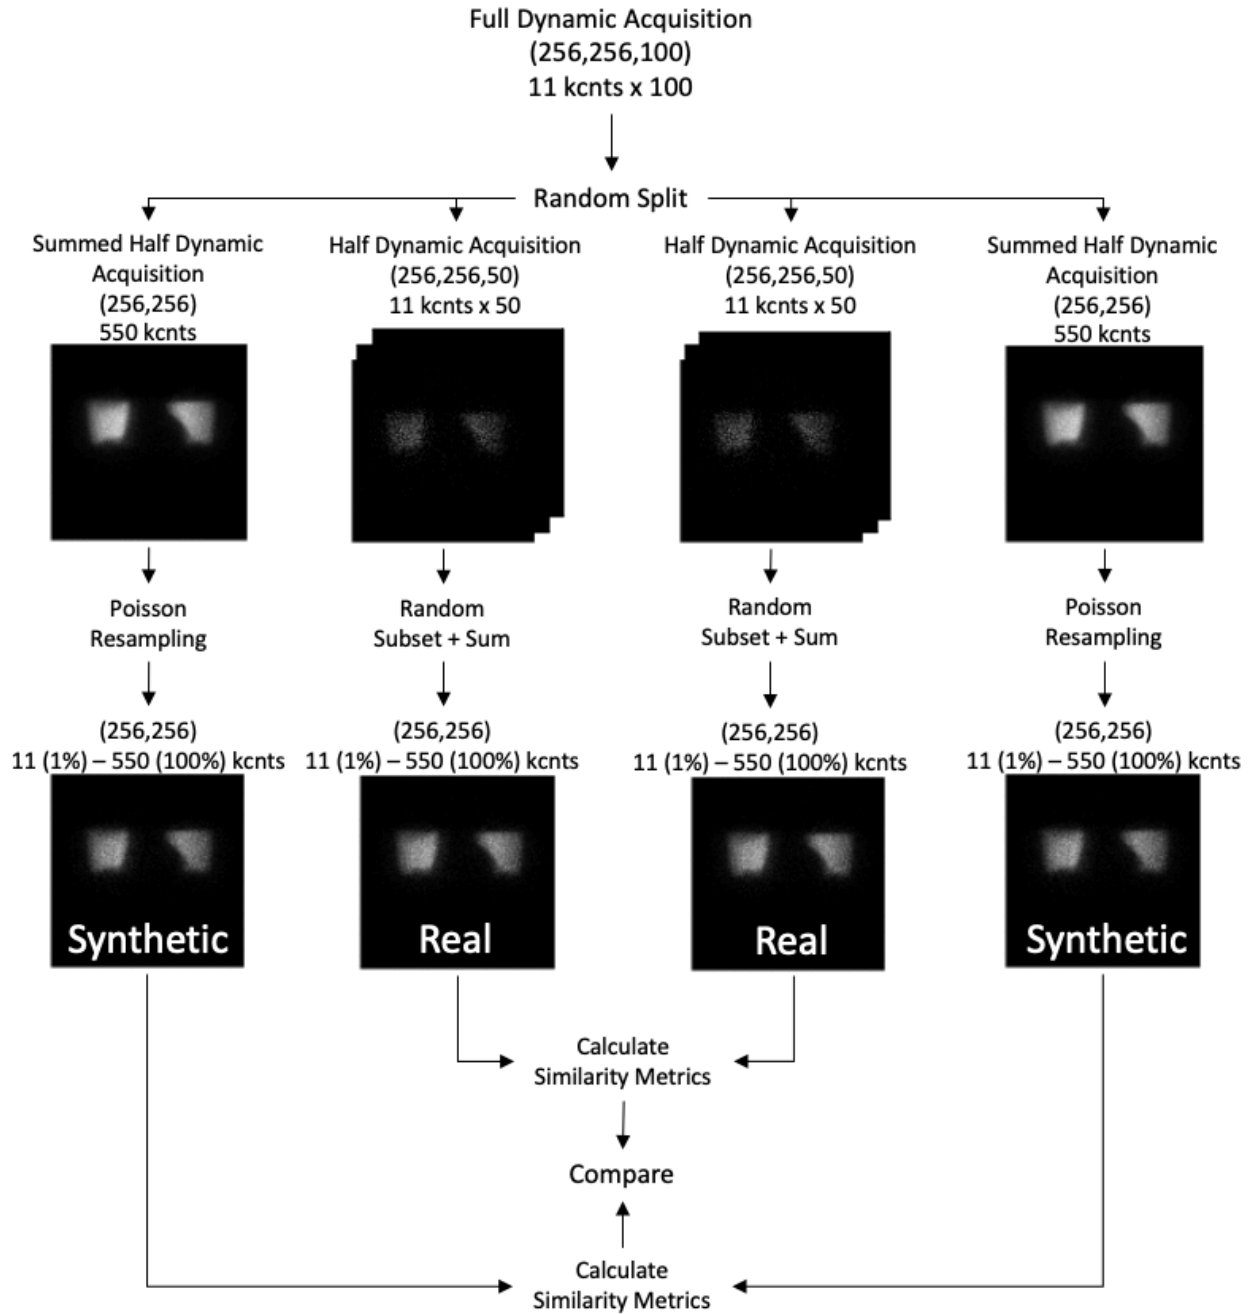 Full Dynamic Acquisition
(256,256,100)
11 kcnts x 100
Random Split
Summed Half Dynamic
Acquisition
(256,256)
550 kcnts
Half Dynamic Acquisition
(256,256,50)
11 kcnts x 50
Half Dynamic Acquisition
(256,256,50)
11 kcnts x 50
Summed Half Dynamic
Acquisition
(256,256)
550 kcnts
Poisson
Resampling
Random
Subset + Sum
Random
Subset + Sum
Poisson
Resampling
(256,256)
11 (1%) – 550 (100%) kcnts
(256,256)
11 (1%) – 550 (100%) kcnts
(256,256)
11 (1%) – 550 (100%) kcnts
(256,256)
11 (1%) – 550 (100%) kcnts
Synthetic
Real
Real
Synthetic
Calculate
Similarity Metrics
Compare
Calculate
Similarity Metrics